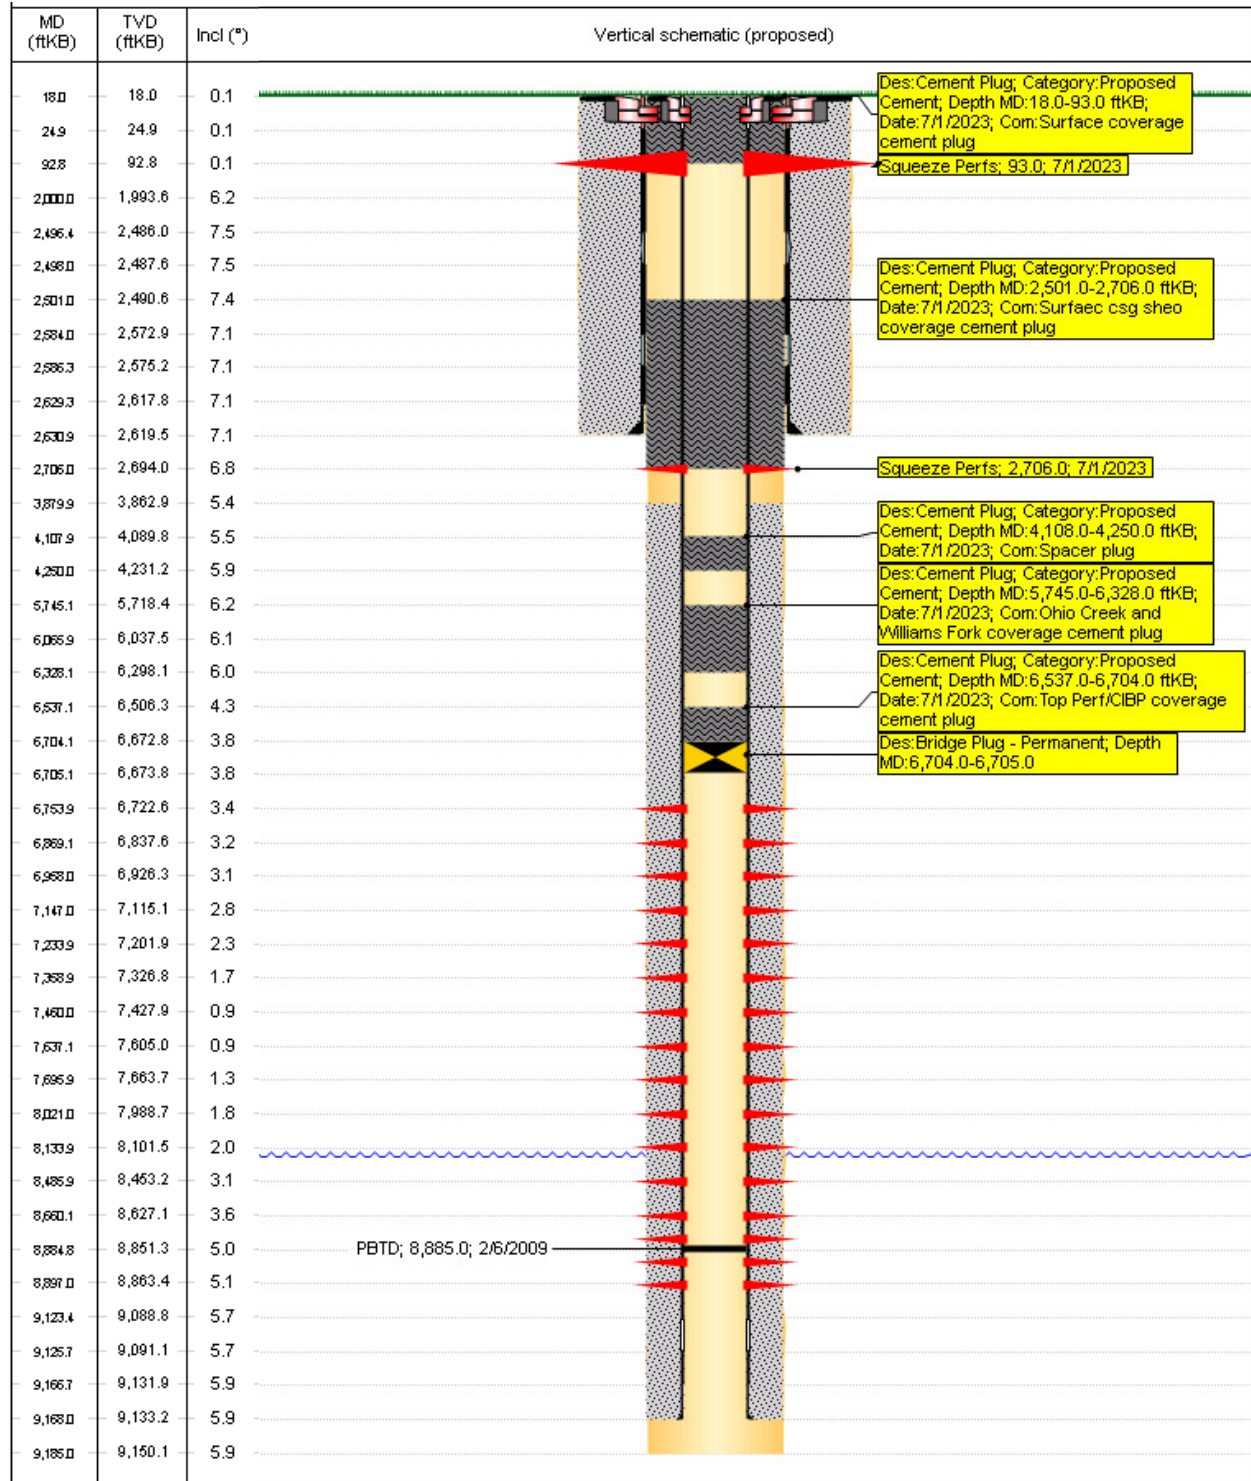 MD
(ftKB)
TVD
(ftKB)
Incl (°)
Vertical schematic (proposed)
18.0 18.0 0.1
24.9 24.9 0.1
92.8 92.8 0.1
2,000.0 1,993.6 6.2
2,496.4 2,486.0 7.5
2,498.0 2,487.6 7.5
2,501.0 2,490.6 7.4
2,584.0 2,572.9 7.1
2,586.3 2,575.2 7.1
2,629.3 2,617.8 7.1
2,630.9 2,619.5 7.1
2,706.0 2,694.0 6.8
3,879.9 3,862.9 5.4
4,107.9 4,089.8 5.5
4,250.0 4,231.2 5.9
5,745.1 5,718.4 6.2
6,065.9 6,037.5 6.1
6,328.1 6,298.1 6.0
6,537.1 6,506.3 4.3
6,704.1 6,672.8 3.8
6,705.1 6,673.8 3.8
6,753.9 6,722.6 3.4
6,869.1 6,837.6 3.2
6,958.0 6,926.3 3.1
7,147.0 7,115.1 2.8
7,233.9 7,201.9 2.3
7,358.9 7,326.8 1.7
7,460.0 7,427.9 0.9
7,637.1 7,605.0 0.9
7,695.9 7,663.7 1.3
8,021.0 7,988.7 1.8
8,133.9 8,101.5 2.0
8,485.9 8,453.2 3.1
8,660.1 8,627.1 3.6
8,884.8 8,851.3 5.0
8,897.0 8,863.4 5.1
9,123.4 9,088.8 5.7
9,125.7 9,091.1 5.7
9,166.7 9,131.9 5.9
9,168.0 9,133.2 5.9
9,185.0 9,150.1 5.9
Des:Cement Plug; Category:Proposed
Cement; Depth MD:18.0-93.0 ftKB;
Date:7/1/2023; Com:Surface coverage
cement plug
Squeeze Perfs; 93.0; 7/1/2023
Des:Cement Plug; Category:Proposed
Cement; Depth MD:2,501.0-2,706.0 ftKB;
Date:7/1/2023; Com:Surfaec csg sheo
coverage cement plug
Squeeze Perfs; 2,706.0; 7/1/2023
Des:Cement Plug; Category:Proposed
Cement; Depth MD:4,108.0-4,250.0 ftKB;
Date:7/1/2023; Com:Spacer plug
Des:Cement Plug; Category:Proposed
Cement; Depth MD:5,745.0-6,328.0 ftKB;
Date:7/1/2023; Com:Ohio Creek and
Williams Fork coverage cement plug
Des:Cement Plug; Category:Proposed
Cement; Depth MD:6,537.0-6,704.0 ftKB;
Date:7/1/2023; Com:Top Perf/CIBP coverage
cement plug
Des:Bridge Plug - Permanent; Depth
MD:6,704.0-6,705.0
PBTD; 8,885.0; 2/6/2009